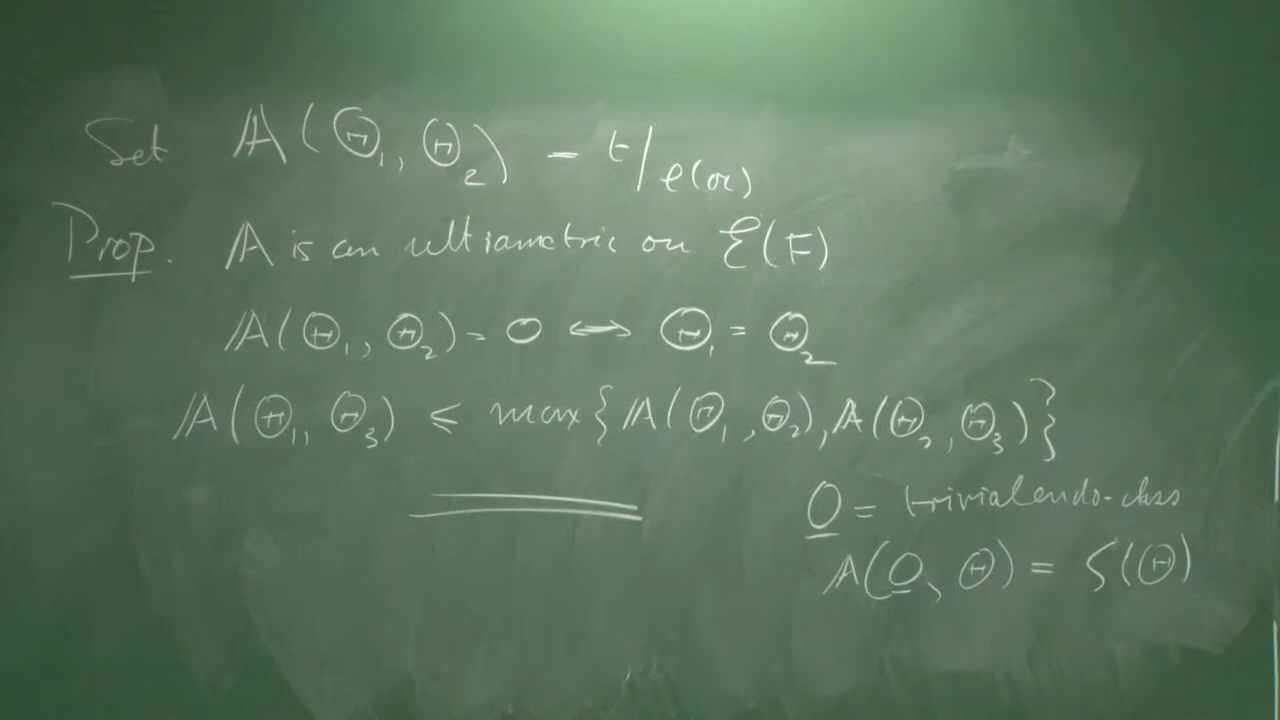 Set 𝔸(Θ₁, Θ₂) = t/e(α)
Prop. 𝔸 is an ultrametric on ℰ(F)
𝔸(Θ₁, Θ₂) = 0 ⟷ Θ₁ = Θ₂
𝔸(Θ₁, Θ₃) ≤ max{𝔸(Θ₁, Θ₂), 𝔸(Θ₂, Θ₃)}
0 = trivial endo-class
𝔸(0, Θ) = ς(Θ)